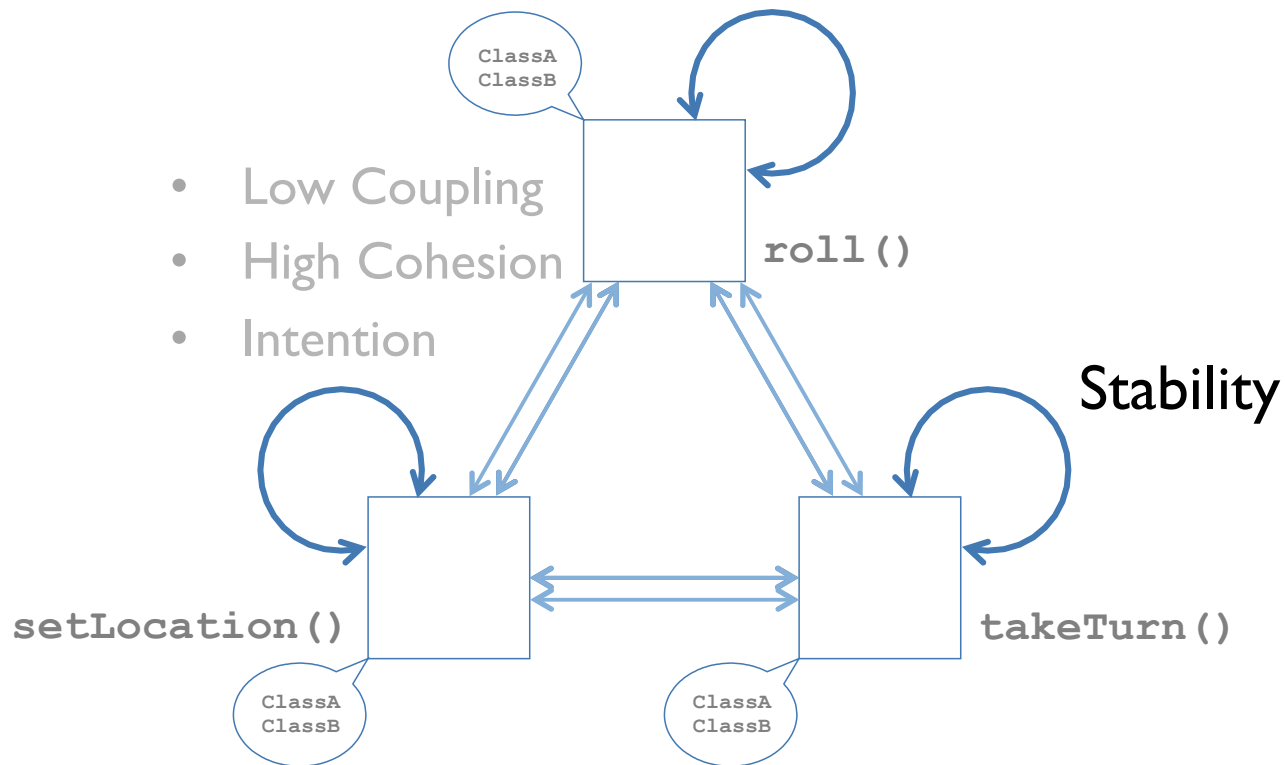 ClassA
ClassB
• Low Coupling
• High Cohesion
• Intention
roll()
Stability
setLocation()
takeTurn()
ClassA
ClassB
ClassA
ClassB